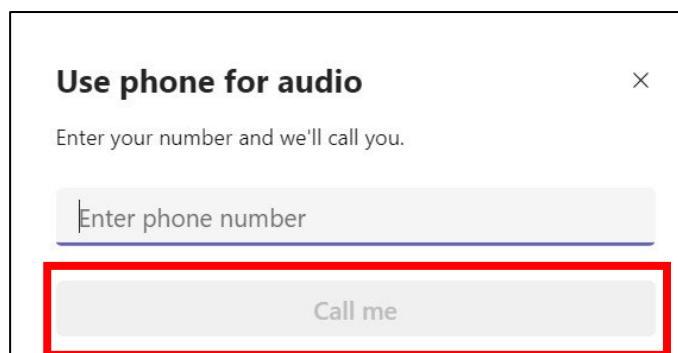 Use phone for audio
Enter your number and we'll call you.
Enter phone number
Call me